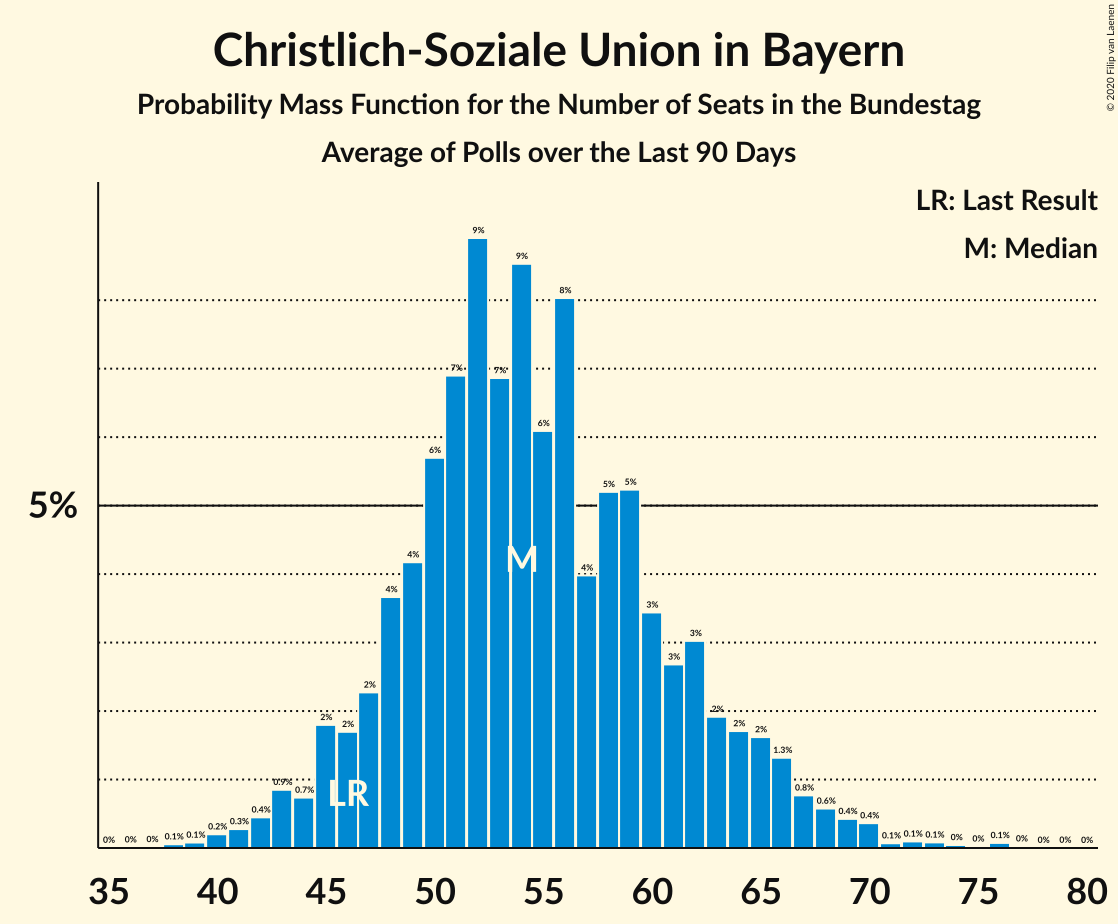 Christlich-Soziale Union in Bayern
Probability Mass Function for the Number of Seats in the Bundestag
Average of Polls over the Last 90 Days
© 2020 Filip van Laenen
LR: Last Result
M: Median
5%
0% 0% 0% 0.1% 0.1% 0.2% 0.3% 0.4% 0.9% 0.7% 2% 2% 2% 4% 4% 6% 7% 9% 7% 9% 6% 8% 4% 5% 5% 3% 3% 3% 2% 2% 2% 1.3% 0.8% 0.6% 0.4% 0.4% 0.1% 0.1% 0.1% 0% 0% 0.1% 0% 0% 0% 0%
M
LR
35 40 45 50 55 60 65 70 75 80